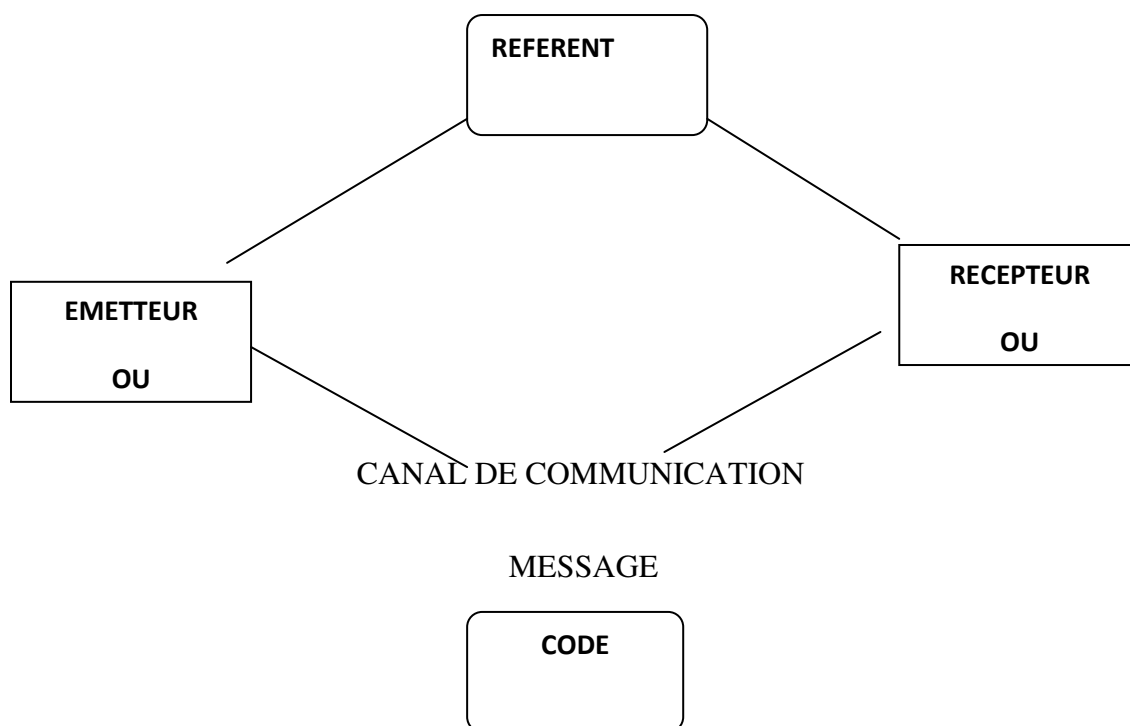 REFERENT
EMETTEUR
OU
RECEPTEUR
OU
CANAL DE COMMUNICATION
MESSAGE
CODE